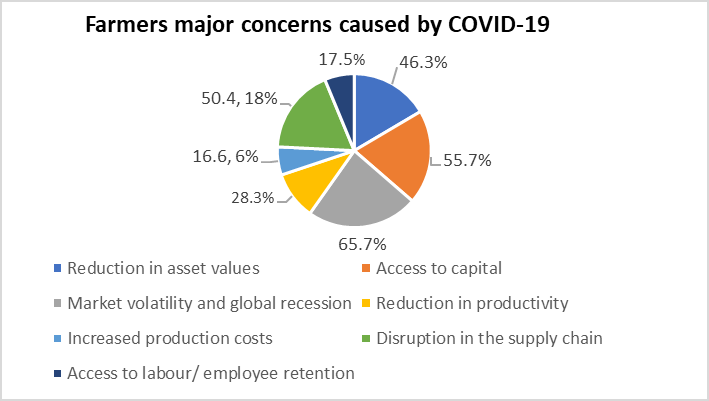 Farmers major concerns caused by COVID-19
17.5%
46.3%
50.4, 18%
16.6, 6%
55.7%
28.3%
65.7%
Reduction in asset values
Access to capital
Market volatility and global recession
Reduction in productivity
Increased production costs
Disruption in the supply chain
Access to labour/ employee retention